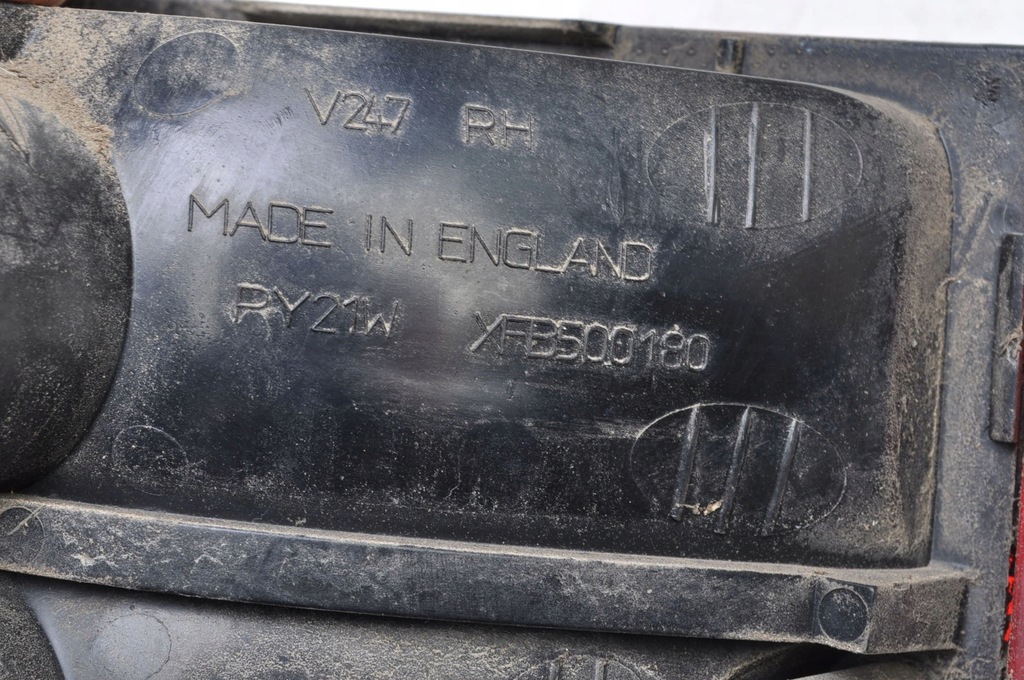 V247 RH
MADE IN ENGLAND
PY21W XFB500180